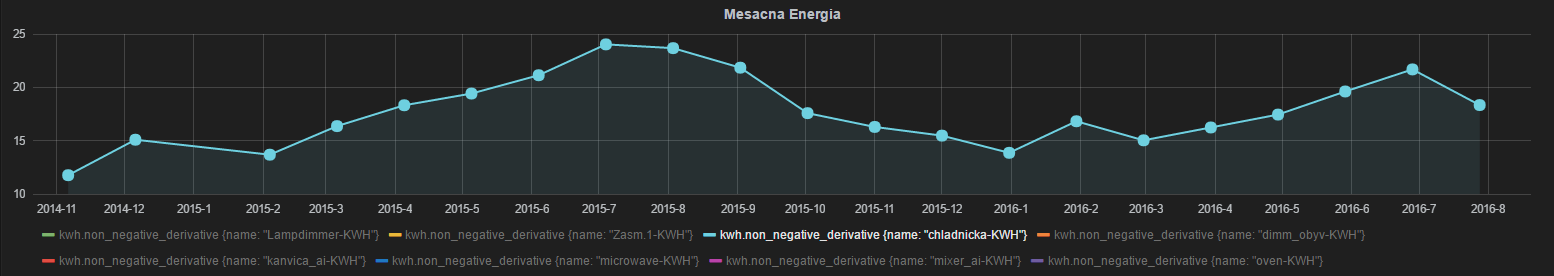 Mesacna Energia
25
20
15
10
2014-11 2014-12 2015-1 2015-2 2015-3 2015-4 2015-5 2015-6 2015-7 2015-8 2015-9 2015-10 2015-11 2015-12 2016-1 2016-2 2016-3 2016-4 2016-5 2016-6 2016-7 2016-8
kwh.non_negative_derivative {name: "Lampdimmer-KWH"} kwh.non_negative_derivative {name: "Zasm.1-KWH"} kwh.non_negative_derivative {name: "chladnicka-KWH"} kwh.non_negative_derivative {name: "dimm_obyv-KWH"}
kwh.non_negative_derivative {name: "kanvica_ai-KWH"} kwh.non_negative_derivative {name: "microwave-KWH"} kwh.non_negative_derivative {name: "mixer_ai-KWH"} kwh.non_negative_derivative {name: "oven-KWH"}